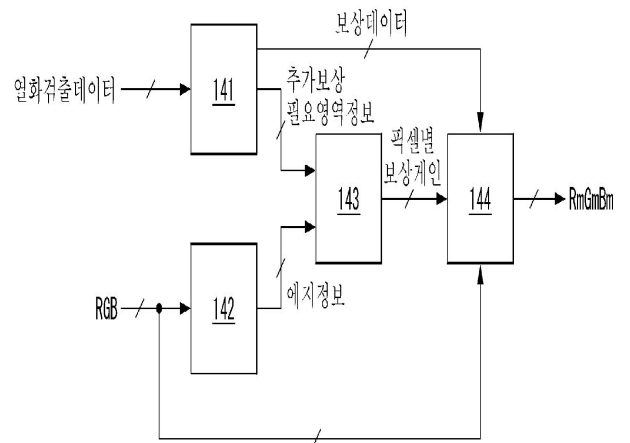 보상데이터
열화검출데이터
141
추가보상
필요영역정보
픽셀별
보상게인
143
144
RmGmBm
RGB
142
에지정보